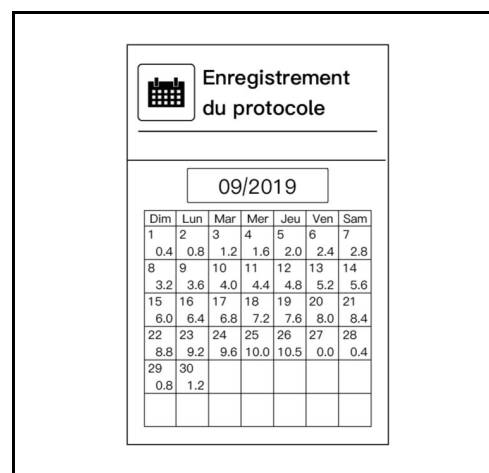 Enregistrement
du protocole
09/2019
Dim Lun Mar Mer Jeu Ven Sam
1 2 3 4 5 6 7
0.4 0.8 1.2 1.6 2.0 2.4 2.8
8 9 10 11 12 13 14
3.2 3.6 4.0 4.4 4.8 5.2 5.6
15 16 17 18 19 20 21
6.0 6.4 6.8 7.2 7.6 8.0 8.4
22 23 24 25 26 27 28
8.8 9.2 9.6 10.0 10.5 0.0 0.4
29 30
0.8 1.2